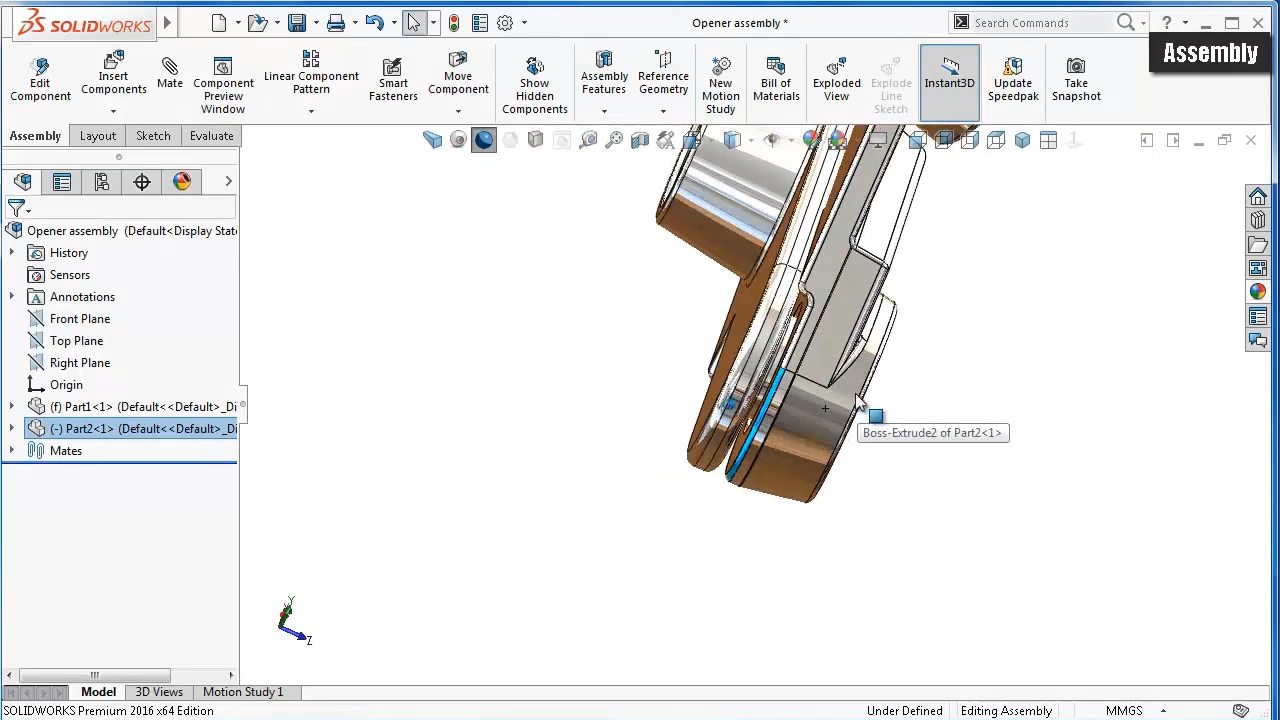 SOLIDWORKS
Opener assembly *
Search Commands
?
Assembly
Edit Component
Insert Components
Mate
Component Preview Window
Linear Component Pattern
Smart Fasteners
Move Component
Show Hidden Components
Assembly Features
Reference Geometry
New Motion Study
Bill of Materials
Exploded View
Explode Line Sketch
Instant3D
Update Speedpak
Take Snapshot
Assembly
Layout
Sketch
Evaluate
Opener assembly (Default<Display State
History
Sensors
Annotations
Front Plane
Top Plane
Right Plane
Origin
(f) Part1<1> (Default<<Default>_Di
(-) Part2<1> (Default<<Default>_Di
Mates
Boss-Extrude2 of Part2<1>
Y
Z
Model
3D Views
Motion Study 1
SOLIDWORKS Premium 2016 x64 Edition
Under Defined
Editing Assembly
MMGS